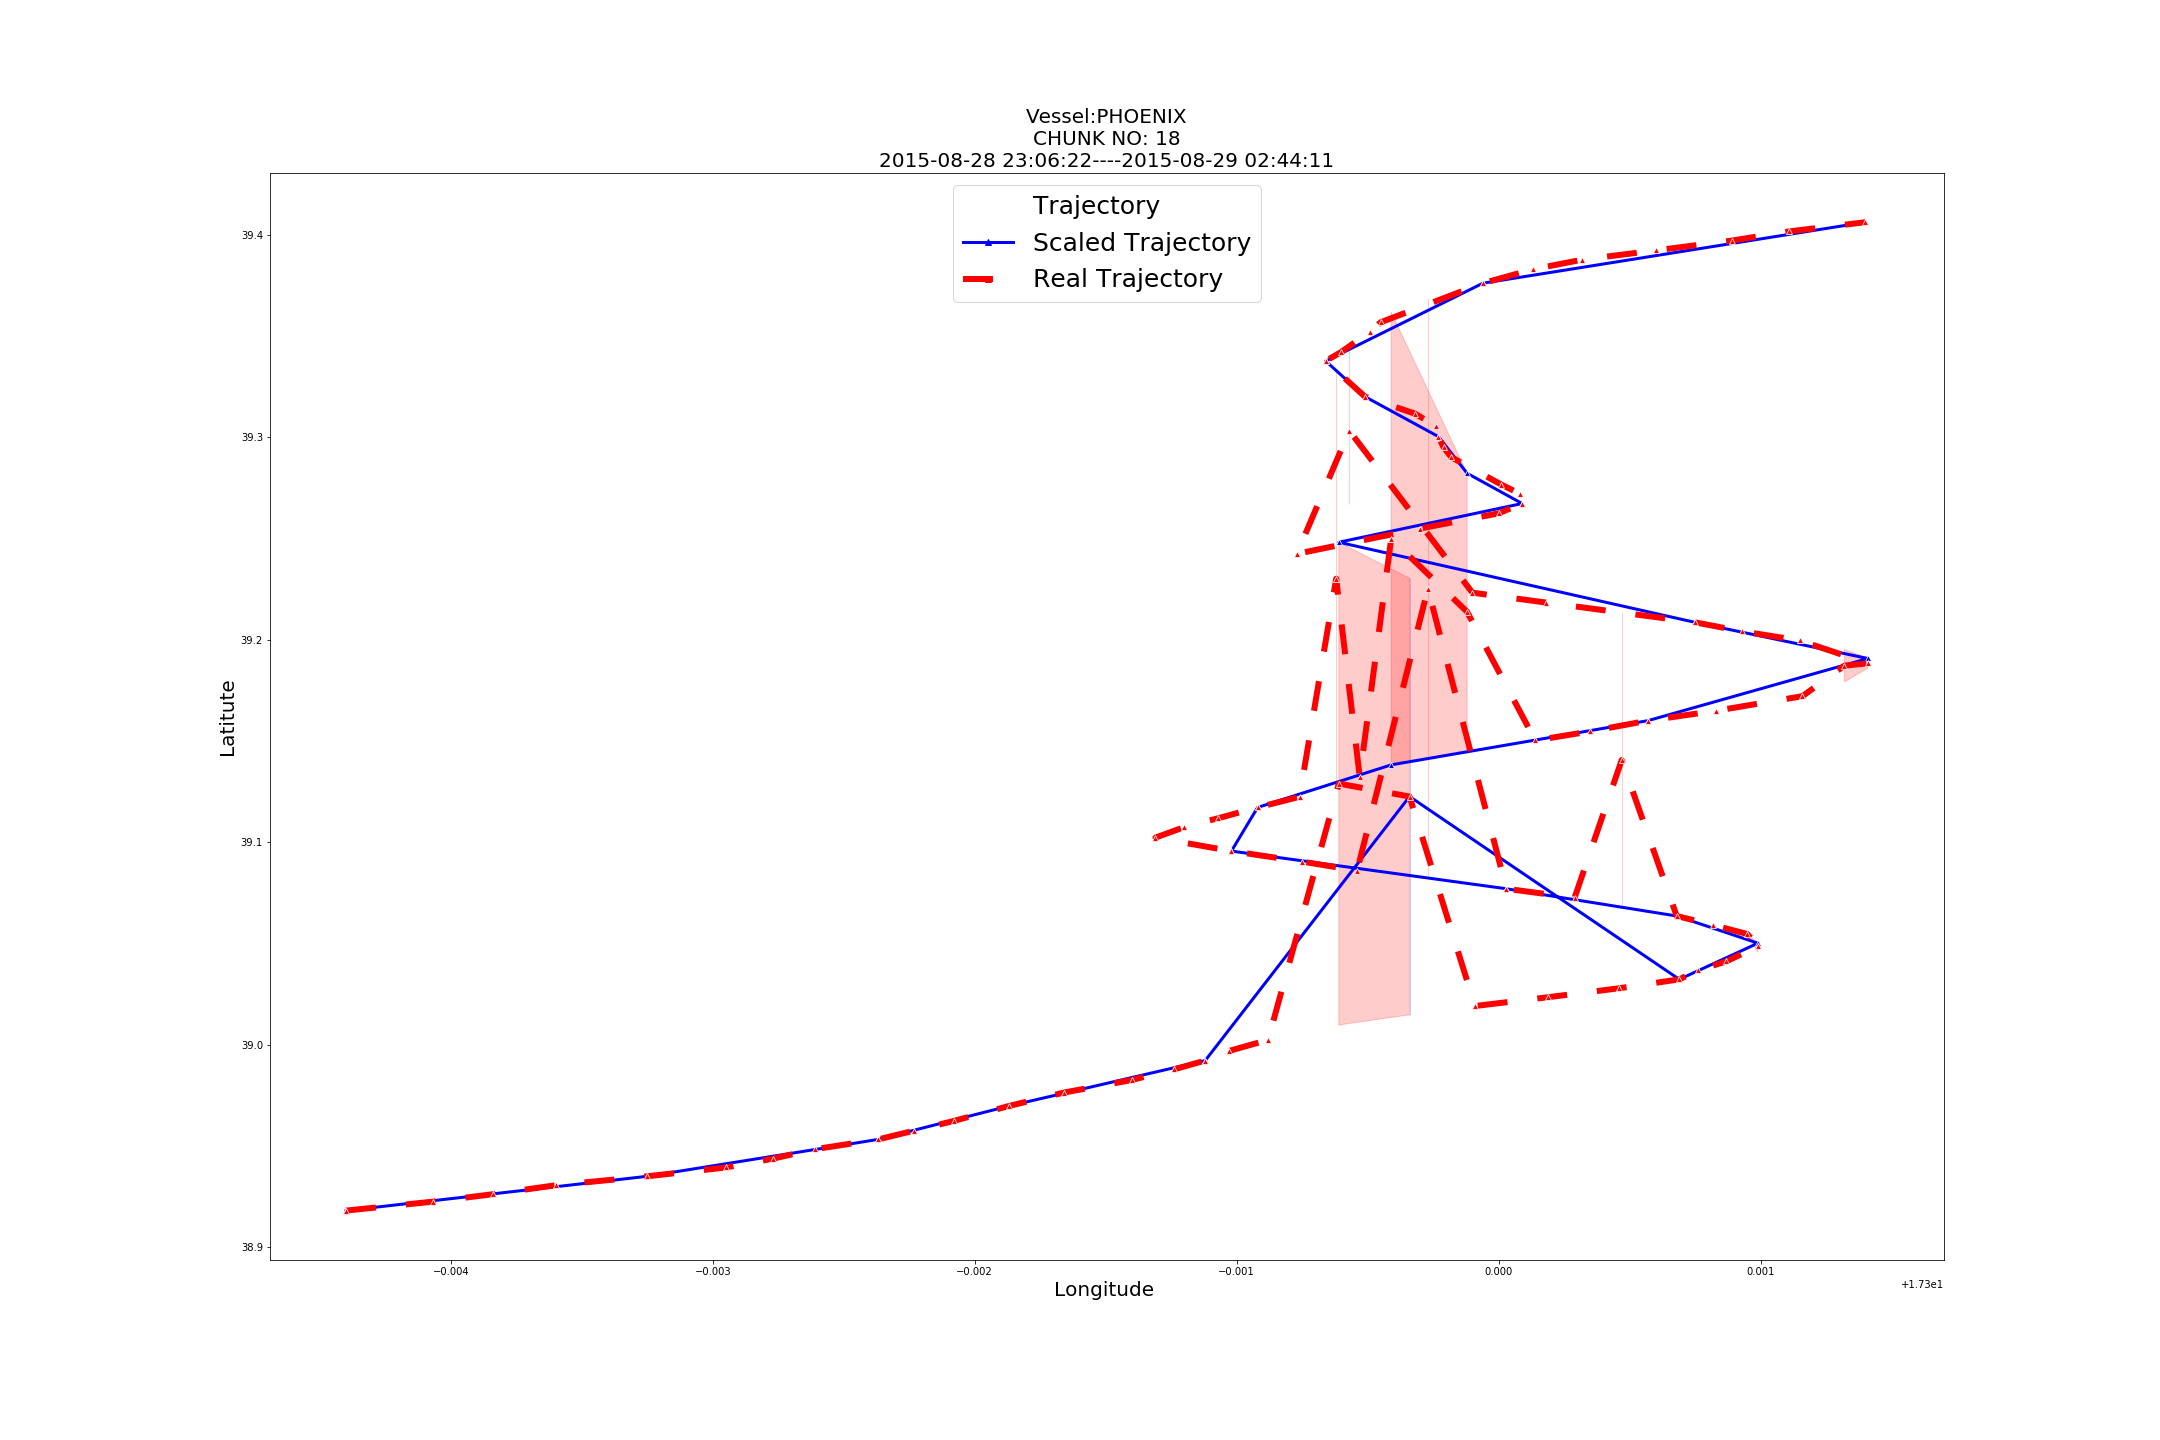 Vessel:PHOENIX
CHUNK NO: 18
2015-08-28 23:06:22----2015-08-29 02:44:11
Trajectory
Scaled Trajectory
Real Trajectory
39.4
39.3
39.2
39.1
39.0
38.9
Latitute
−0.004 −0.003 −0.002 −0.001 0.000 0.001
+1.73e1
Longitude